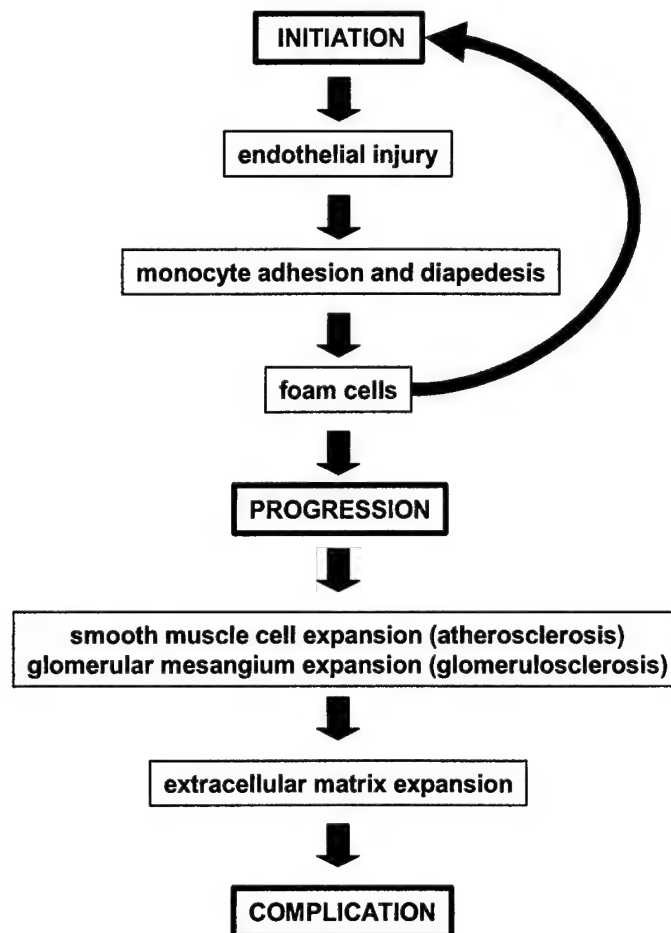 INITIATION
endothelial injury
monocyte adhesion and diapedesis
foam cells
PROGRESSION
smooth muscle cell expansion (atherosclerosis)
glomerular mesangium expansion (glomerulosclerosis)
extracellular matrix expansion
COMPLICATION